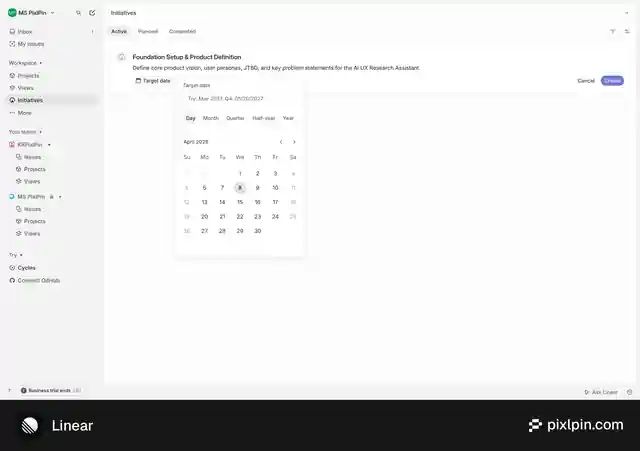 MS PixlPin
Inbox
My issues
Workspace
Projects
Views
Initiatives
More
Your teams
KRPixlPin
Issues
Projects
Views
MS PixlPin
Issues
Projects
Views
Try
Cycles
Connect GitHub
Business trial ends
Initiatives
Active Planned Completed
Foundation Setup & Product Definition
Define core product vision, user personas, JTBD, and key problem statements for the AI UX Research Assistant.
Target date
Cancel Create
Target date
Day Month Quarter Half-year Year
April 2026
Su Mo Tu We Th Fr Sa
1 2 3 4
5 6 7 8 9 10 11
12 13 14 15 16 17 18
19 20 21 22 23 24 25
26 27 28 29 30
Ask Linear
Linear
pixlpin.com